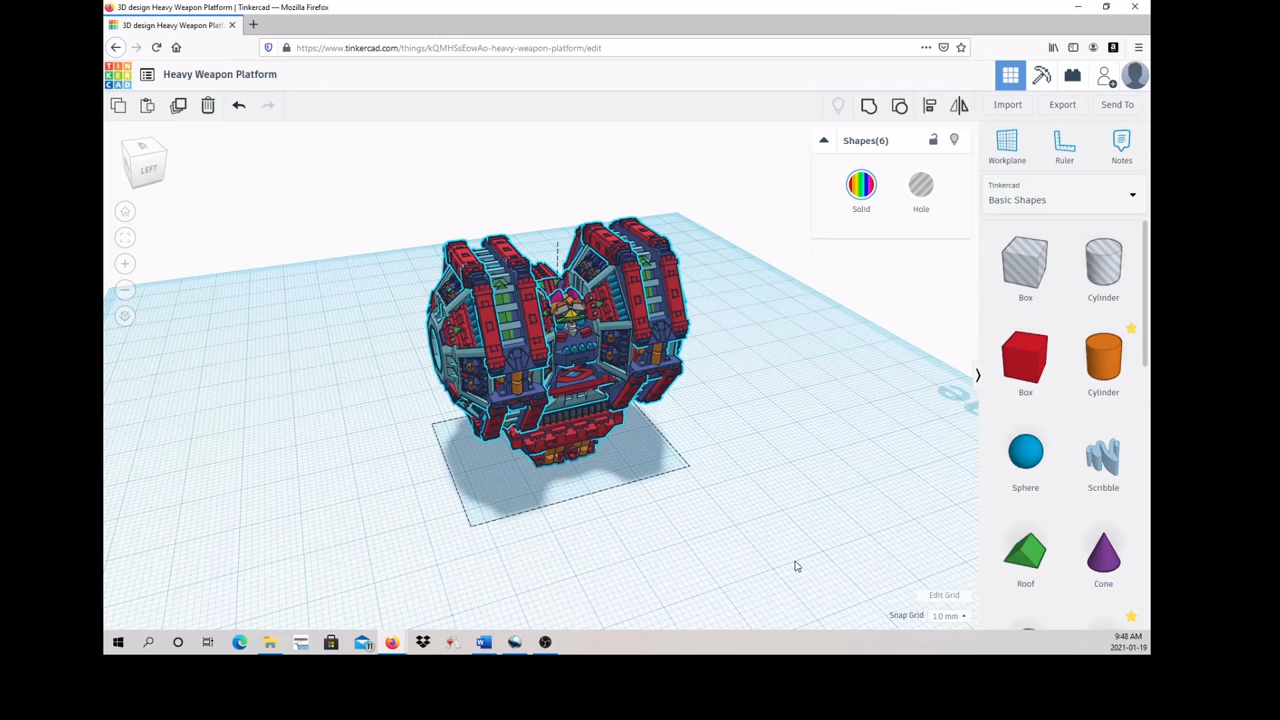 3D design Heavy Weapon Platform | Tinkercad — Mozilla Firefox
3D design Heavy Weapon Platf
https://www.tinkercad.com/things/kQMHSsEowAo-heavy-weapon-platform/edit
TIN
KER
CAD
Heavy Weapon Platform
Import
Export
Send To
Shapes(6)
Solid
Hole
Workplane
Ruler
Notes
Tinkercad
Basic Shapes
LEFT
Box
Cylinder
Box
Cylinder
Sphere
Scribble
Roof
Cone
Edit Grid
Snap Grid
1.0 mm
11
9:48 AM
2021-01-19